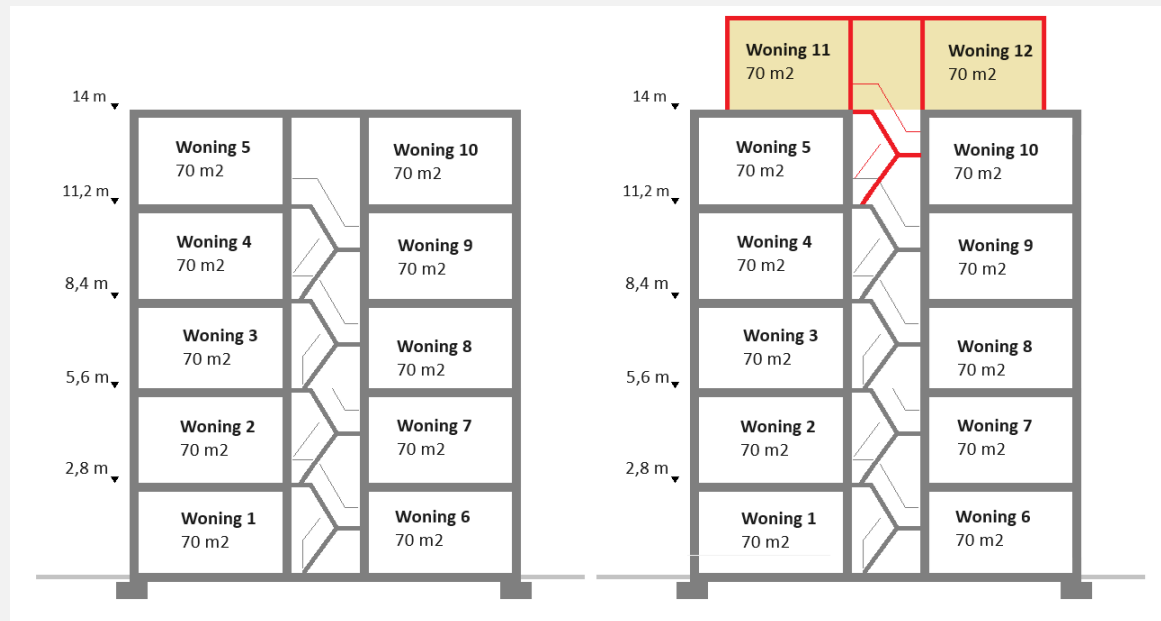 14 m
Woning 5
70 m2
Woning 10
70 m2
11,2 m
Woning 4
70 m2
Woning 9
70 m2
8,4 m
Woning 3
70 m2
Woning 8
70 m2
5,6 m
Woning 2
70 m2
Woning 7
70 m2
2,8 m
Woning 1
70 m2
Woning 6
70 m2
Woning 11
70 m2
Woning 12
70 m2
14 m
Woning 5
70 m2
Woning 10
70 m2
11,2 m
Woning 4
70 m2
Woning 9
70 m2
8,4 m
Woning 3
70 m2
Woning 8
70 m2
5,6 m
Woning 2
70 m2
Woning 7
70 m2
2,8 m
Woning 1
70 m2
Woning 6
70 m2